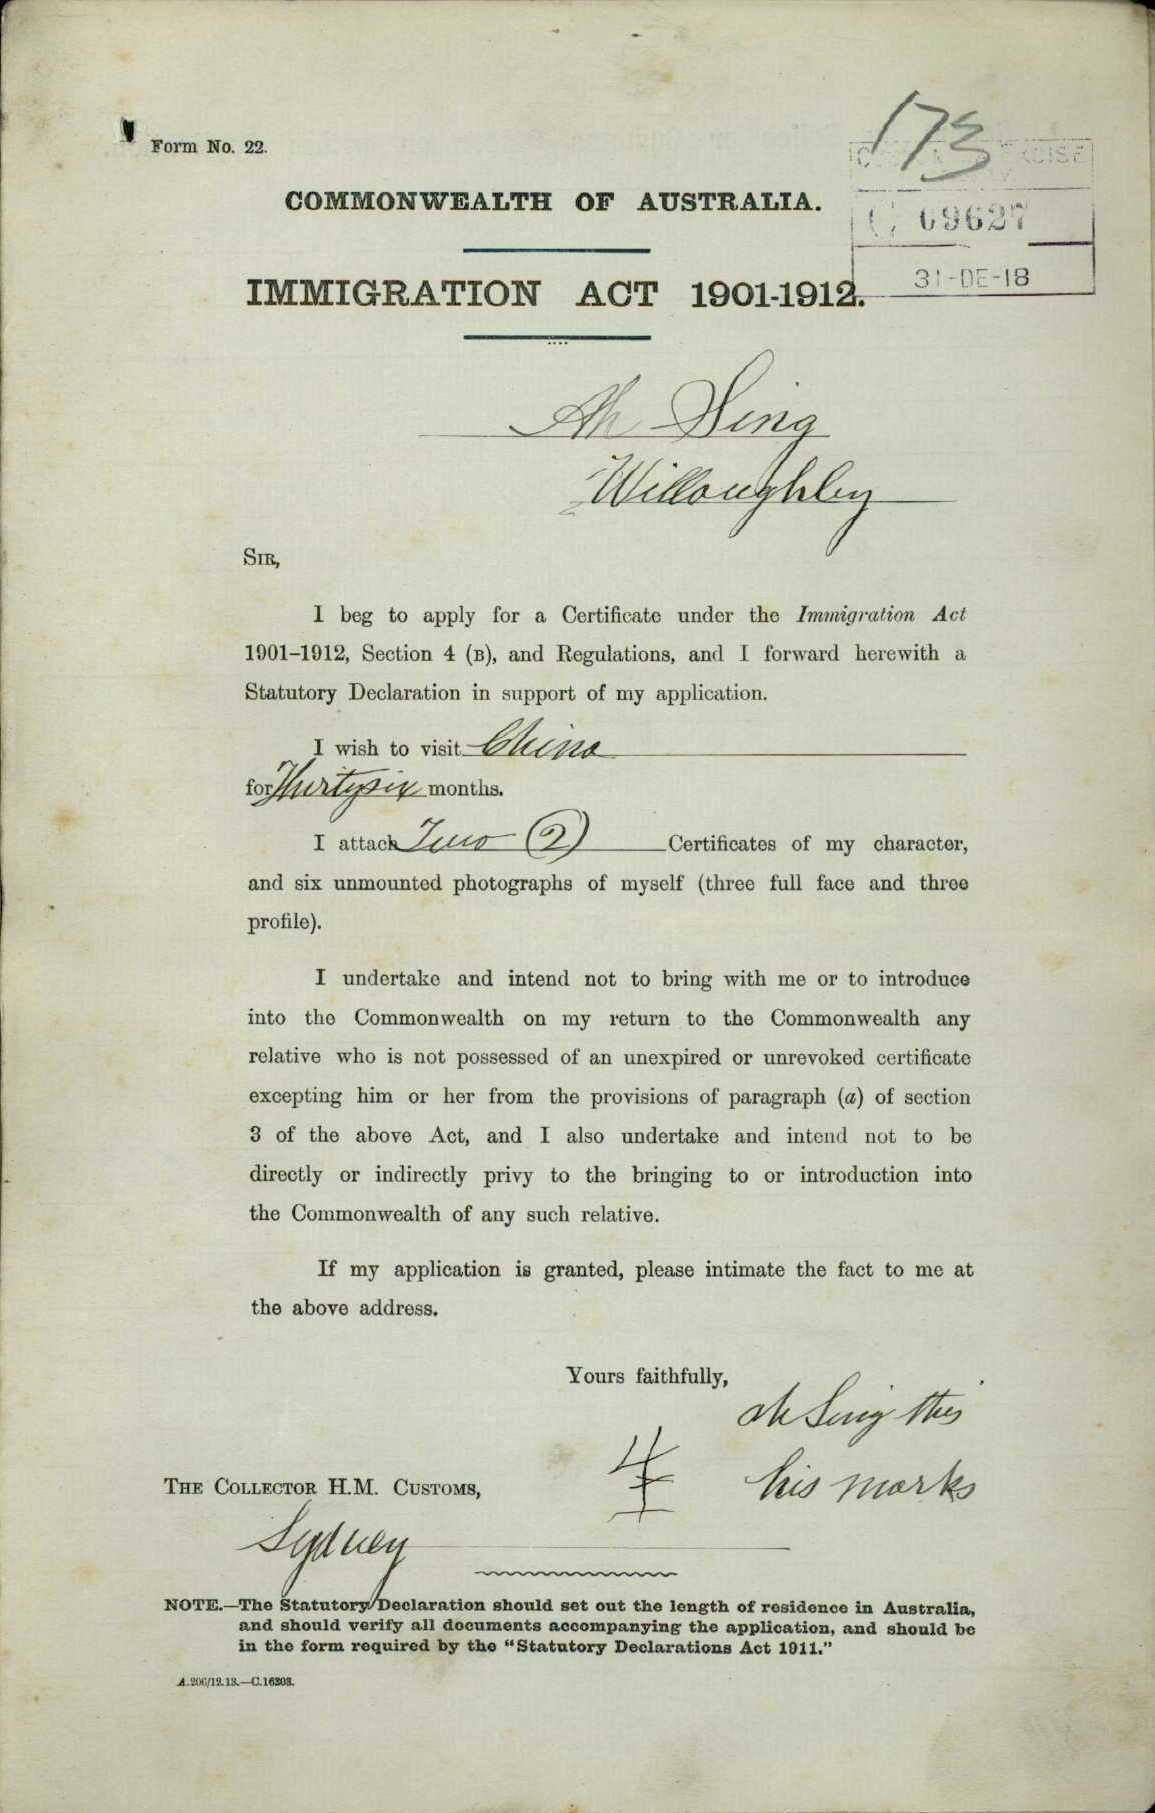 173
Form No. 22.
COMMONWEALTH OF AUSTRALIA.
C 69627
31-DE-18
IMMIGRATION ACT 1901-1912.
Ah Sing
Willoughby
SIR,
I beg to apply for a Certificate under the Immigration Act
1901-1912, Section 4 (B), and Regulations, and I forward herewith a
Statutory Declaration in support of my application.
I wish to visit China
for Thirtysix months.
I attach Two (2) Certificates of my character,
and six unmounted photographs of myself (three full face and three
profile).
I undertake and intend not to bring with me or to introduce
into the Commonwealth on my return to the Commonwealth any
relative who is not possessed of an unexpired or unrevoked certificate
excepting him or her from the provisions of paragraph (a) of section
3 of the above Act, and I also undertake and intend not to be
directly or indirectly privy to the bringing to or introduction into
the Commonwealth of any such relative.
If my application is granted, please intimate the fact to me at
the above address.
Yours faithfully,
Ah Sing this
his marks
THE COLLECTOR H.M. CUSTOMS,
Sydney
NOTE.—The Statutory Declaration should set out the length of residence in Australia,
and should verify all documents accompanying the application, and should be
in the form required by the "Statutory Declarations Act 1911."
A.206/12.13.—C.16203.